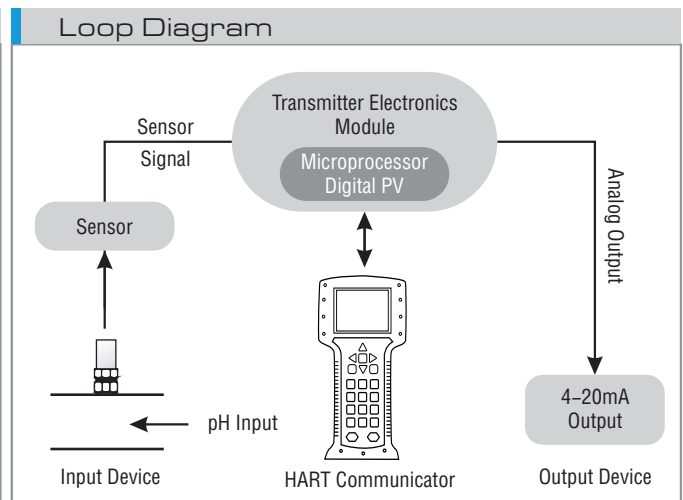 Loop Diagram
Transmitter Electronics
Module
Microprocessor
Digital PV
Sensor
Signal
Sensor
Analog Output
pH Input
4–20mA
Output
Input Device
HART Communicator
Output Device